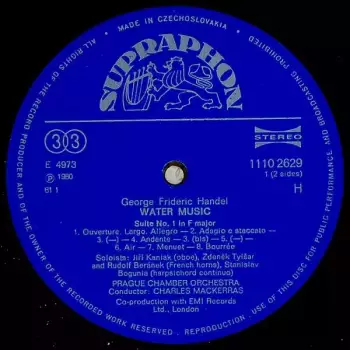 MADE IN CZECHOSLOVAKIA
ALL RIGHTS OF THE RECORD PRODUCER AND OF THE OWNER OF THE RECORDED WORK RESERVED. REPRODUCTION. USE OF THIS DISC FOR PUBLIC PERFORMANCE AND BROADCASTING PROHIBITED
SUPRAPHON
33
STEREO
E 4973
1110 2629
℗ 1980
1 (2 sides)
61 1
H
George Frideric Handel
WATER MUSIC
Suite No. 1 in F major
1. Ouverture. Largo. Allegro — 2. Adagio e staccato —
3. (—) — 4. Andante — 3. (bis) — 5. (—) —
6. Air — 7. Menuet — 8. Bourrée
Soloists: Jiří Kaniak (oboe), Zdeněk Tylšar
and Rudolf Beránek (French horns), Stanislav
Bogunia (harpsichord continuo)
PRAGUE CHAMBER ORCHESTRA
Conductor: CHARLES MACKERRAS
Co-production with EMI Records
Ltd., London